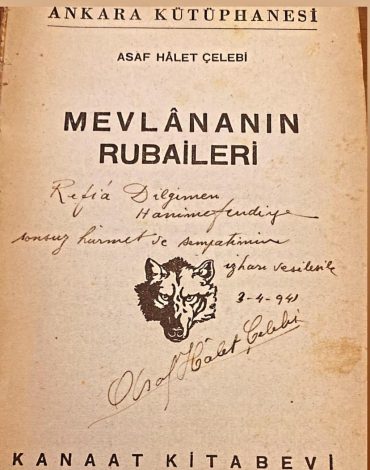 ANKARA KÜTÜPHANESİ
ASAF HÂLET ÇELEBİ
MEVLÂNANIN
RUBAİLERİ
Refi'a Dilgimen
Hanımefendiye
sonsuz hürmet ve sempatimin
izharı vesilesile
3-4-941
Asaf Hâlet Çelebi
KANAAT KİTABEVİ